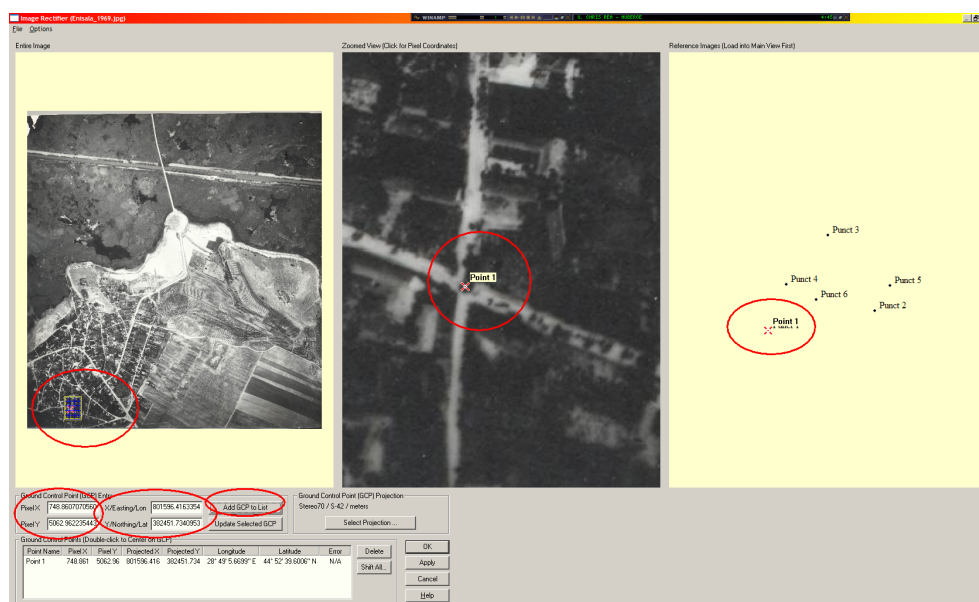 Image Rectifier (Enisala_1969.jpg)
WINAMP
File Options
Entire Image
Zoomed View (Click for Pixel Coordinates)
Reference Images (Load into Main View First)
Point 1
Punct 3
Punct 4
Punct 5
Punct 6
Punct 2
Point 1
Ground Control Point (GCP) Entry
Pixel X 748.8607070560 X/Easting/Lon 801596.4163354 Add GCP to List
Pixel Y 5062.962235443 Y/Northing/Lat 382451.7340953 Update Selected GCP
Ground Control Point (GCP) Projection
Stereo70 / S-42 / meters
Select Projection ...
Ground Control Points (Double-click to Center on GCP)
Point Name Pixel X Pixel Y Projected X Projected Y Longitude Latitude Error
Point 1 748.861 5062.96 801596.416 382451.734 28° 49' 5.6699" E 44° 52' 39.6006" N N/A
Delete
Shift All...
OK
Apply
Cancel
Help